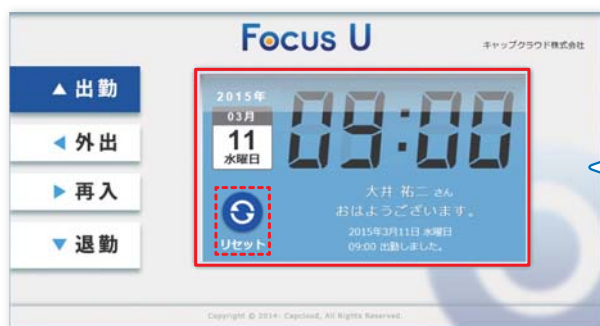 Focus U
キャップクラウド株式会社
▲ 出勤
◀ 外出
▶ 再入
▼ 退勤
2015年
03月
11
水曜日
09:00
リセット
大井 祐二 さん
おはようございます。
2015年3月11日 水曜日
09:00 出勤しました。
Copyright © 2014- Capcloud, All Rights Reserved.